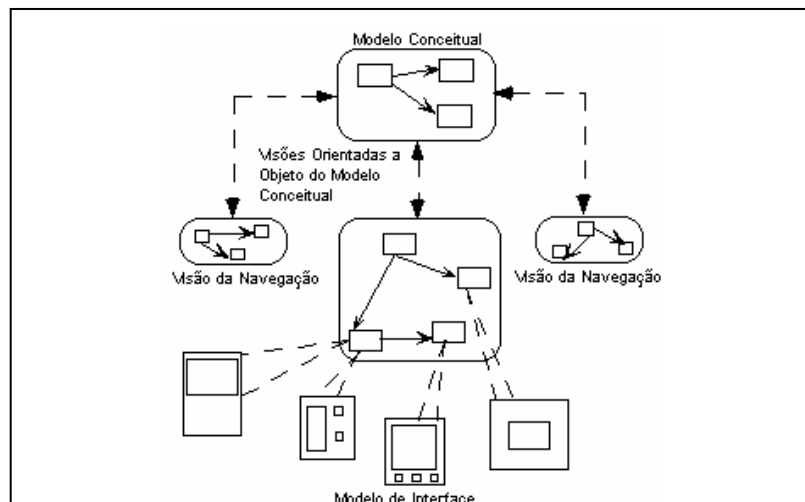 Modelo Conceitual
Visões Orientadas a
Objeto do Modelo
Conceitual
Visão da Navegação
Visão da Navegação
Modelo de Interface